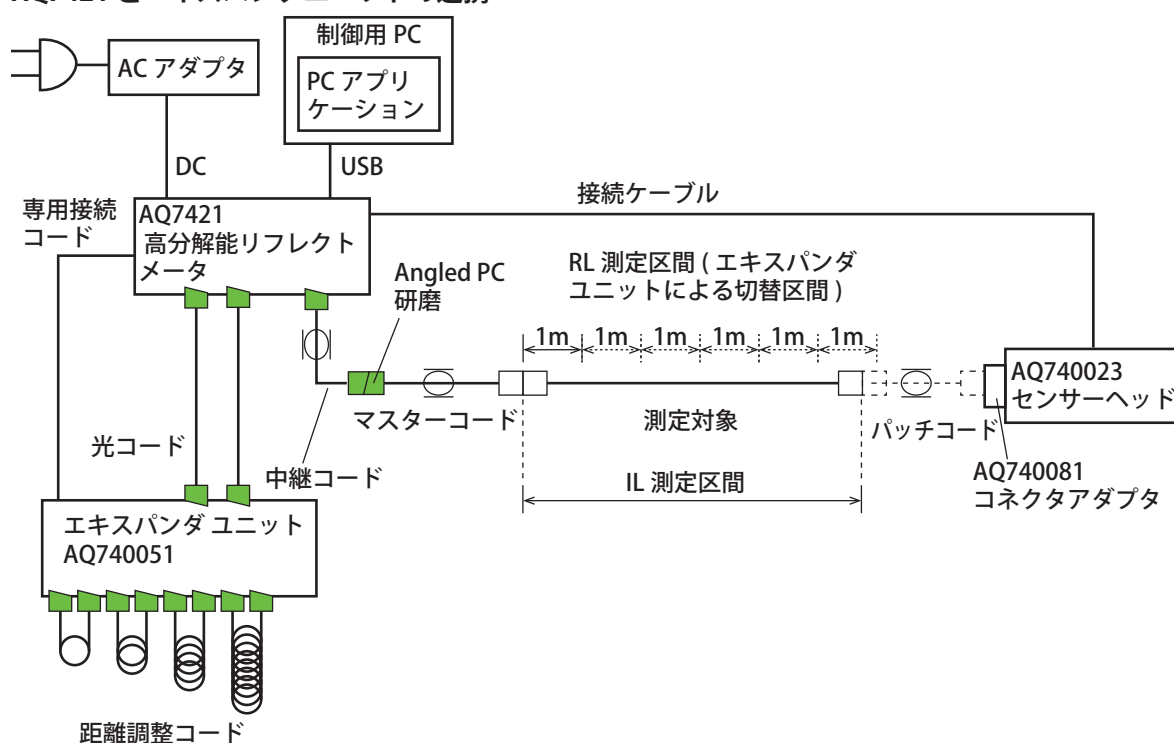 制御用 PC
AC アダプタ
PC アプリ
ケーション
DC
USB
専用接続
コード
AQ7421
高分解能リフレクト
メータ
接続ケーブル
Angled PC
研磨
RL 測定区間 ( エキスパンダ
ユニットによる切替区間 )
1m 1m 1m 1m 1m 1m
AQ740023
センサーヘッド
マスターコード
測定対象
パッチコード
光コード
中継コード
IL 測定区間
AQ740081
コネクタアダプタ
エキスパンダ ユニット
AQ740051
距離調整コード